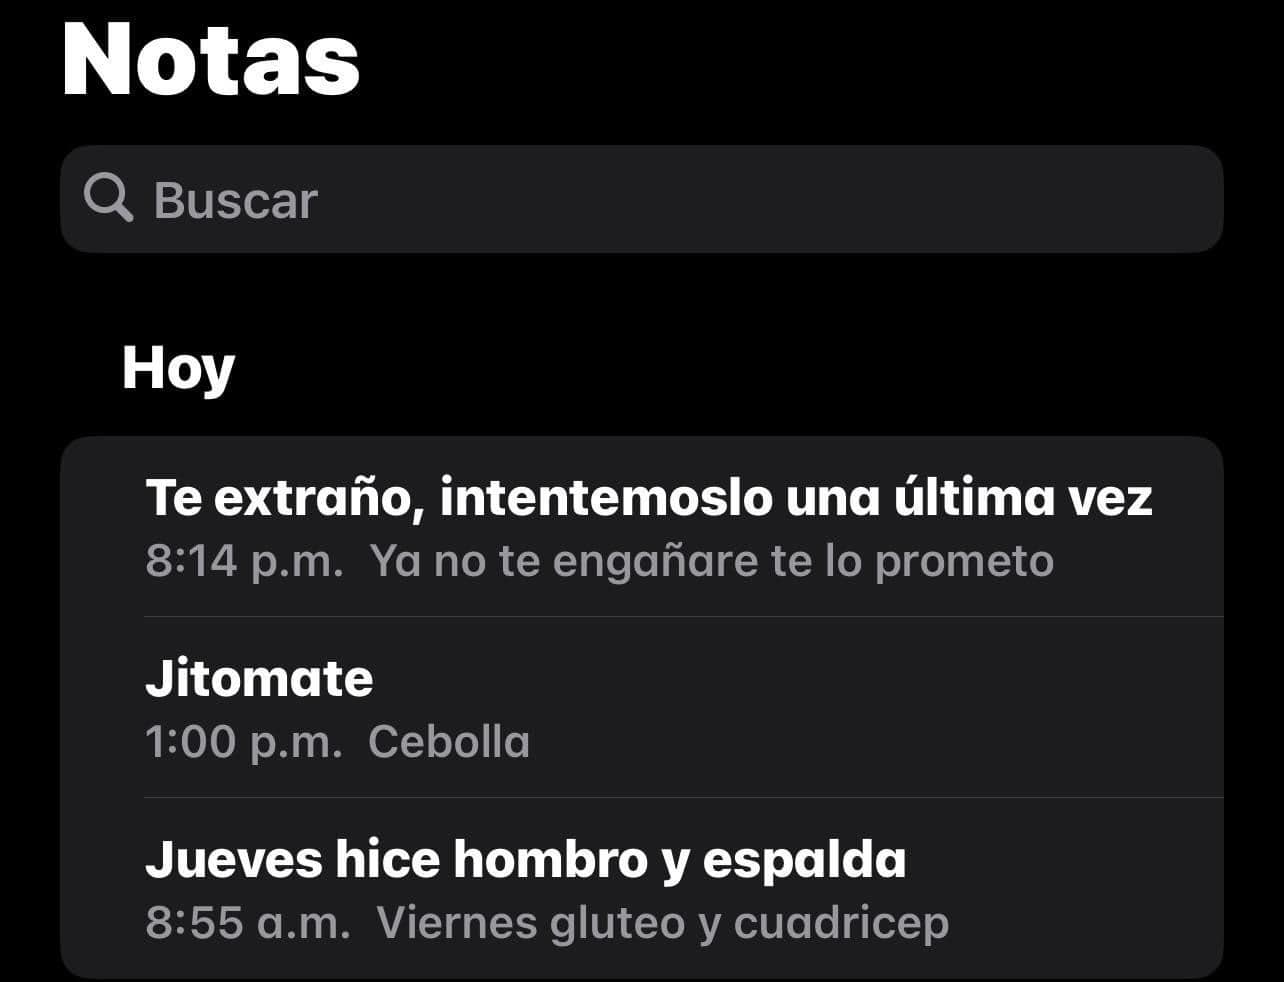 Notas
Buscar
Hoy
Te extraño, intentemoslo una última vez
8:14 p.m. Ya no te engañare te lo prometo
Jitomate
1:00 p.m. Cebolla
Jueves hice hombro y espalda
8:55 a.m. Viernes gluteo y cuadricep